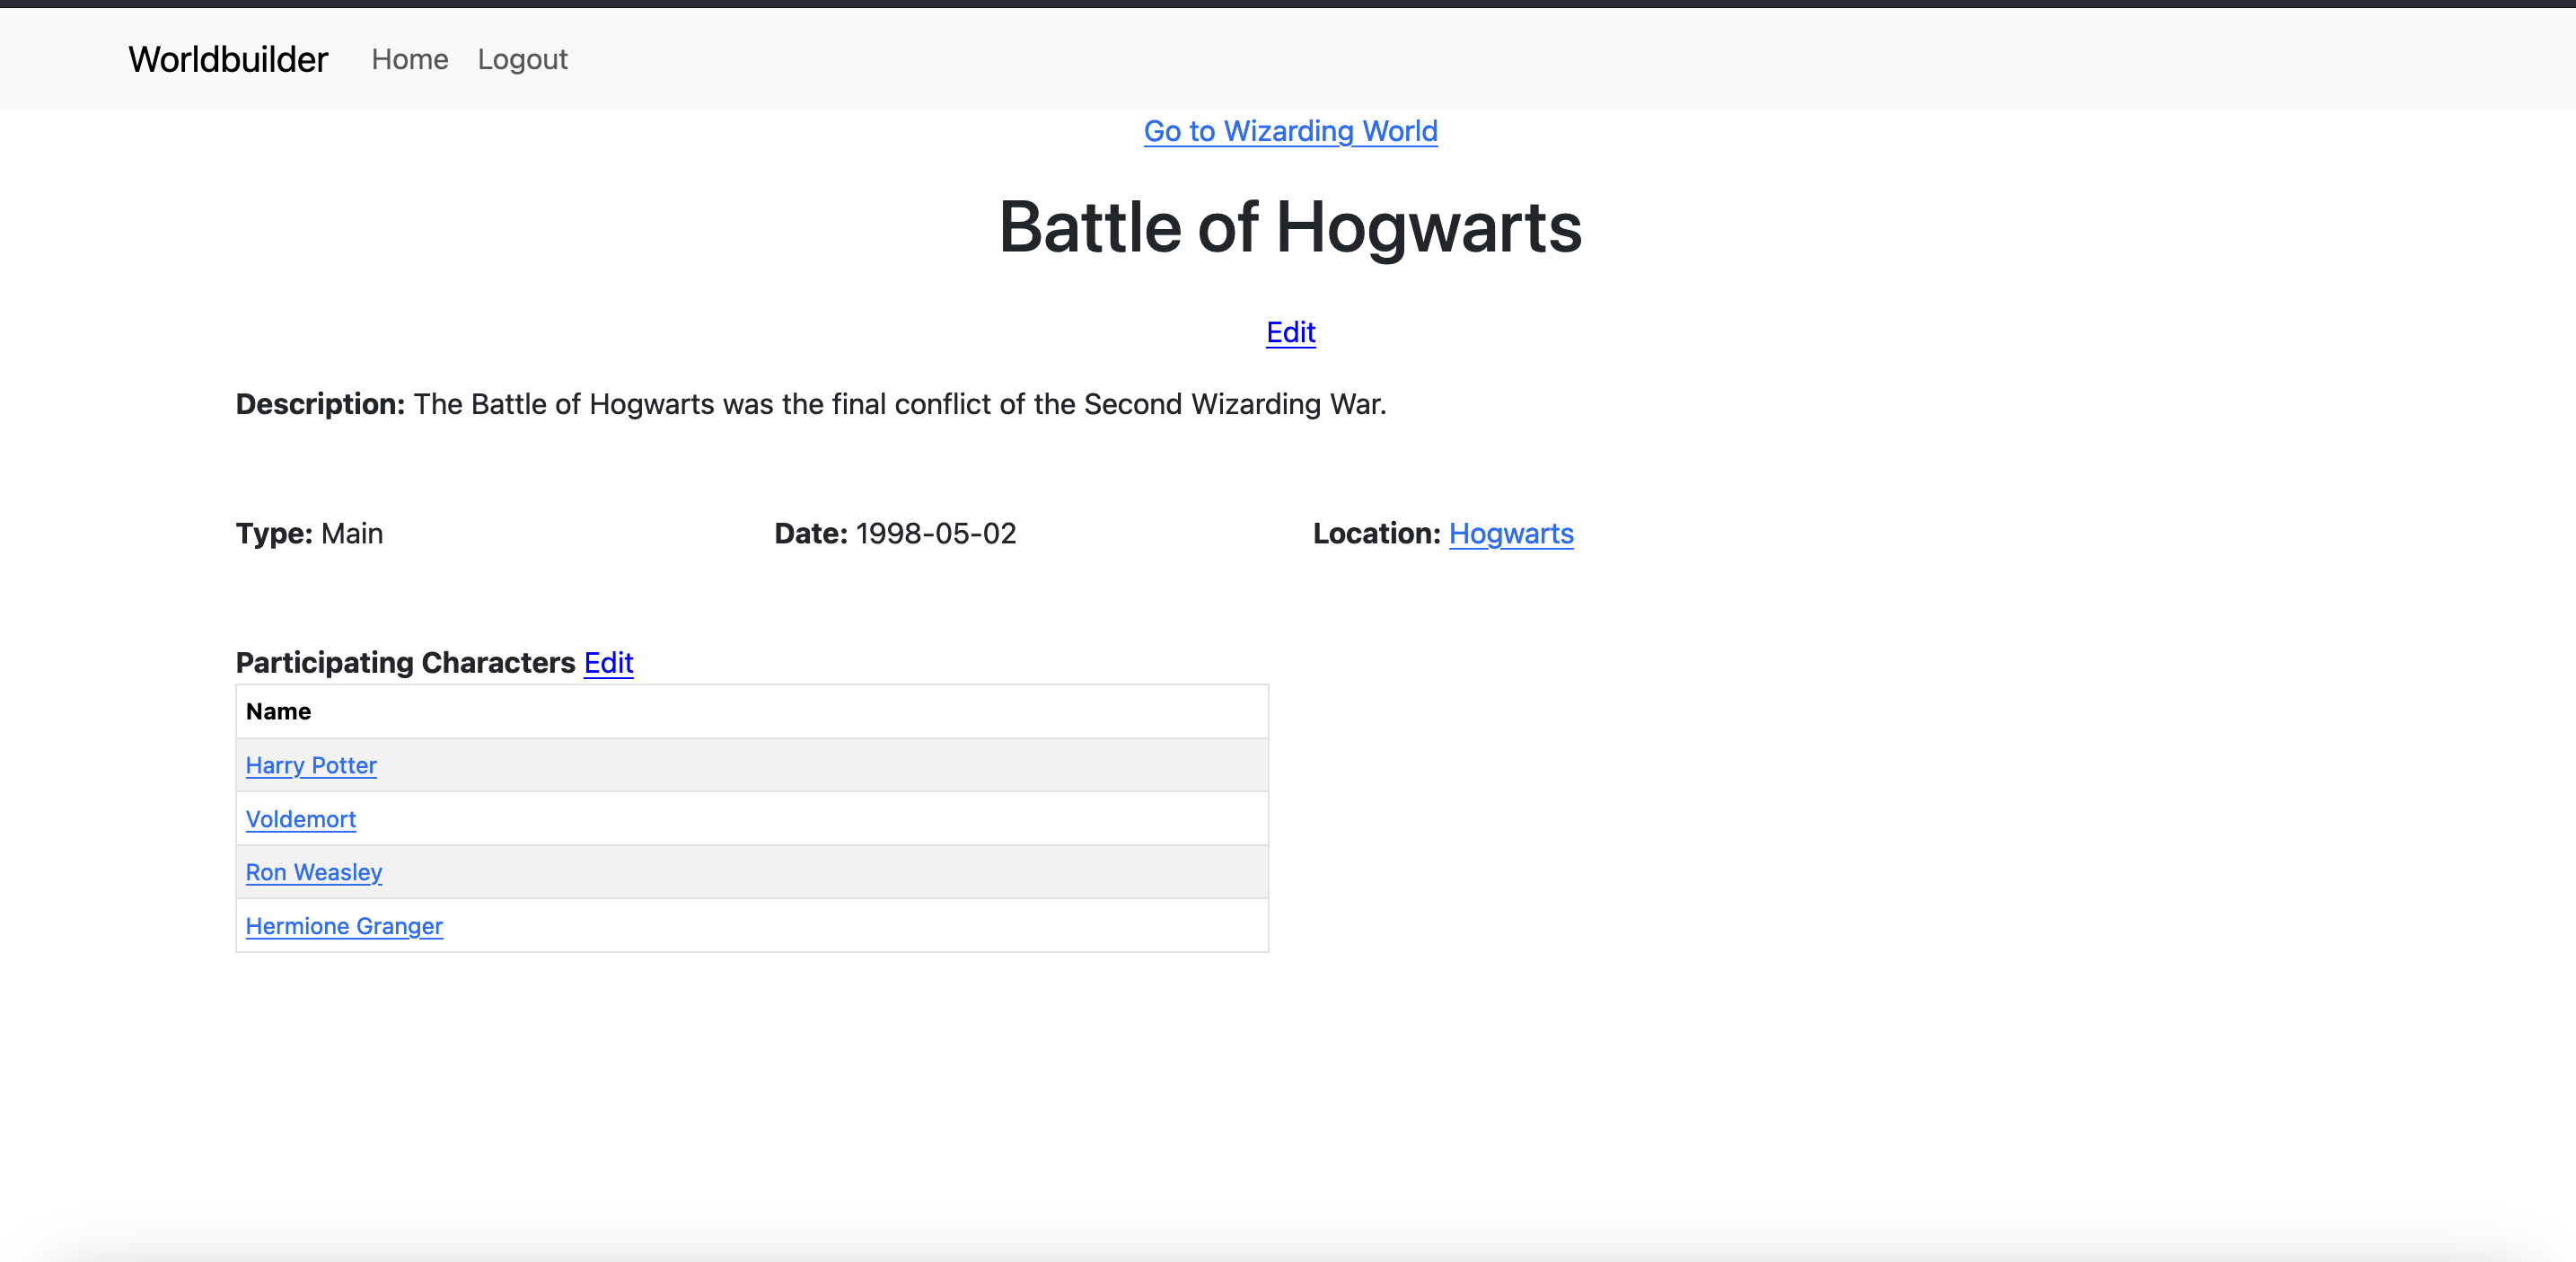 Worldbuilder Home Logout
Go to Wizarding World
Battle of Hogwarts
Edit
Description: The Battle of Hogwarts was the final conflict of the Second Wizarding War.
Type: Main Date: 1998-05-02 Location: Hogwarts
Participating Characters Edit
Name
Harry Potter
Voldemort
Ron Weasley
Hermione Granger